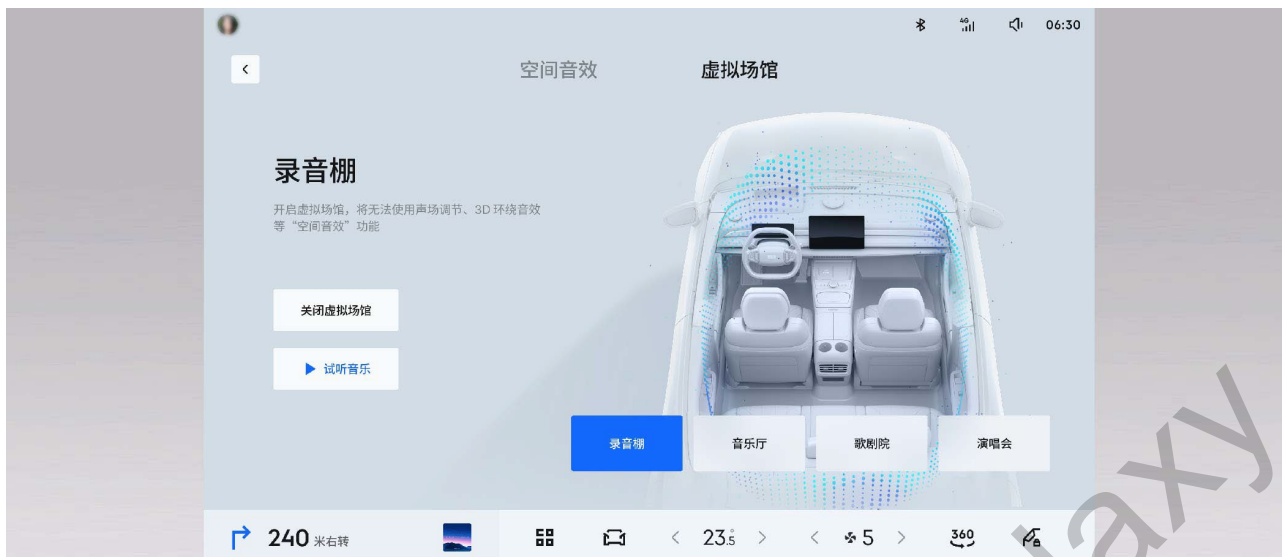 4G
06:30
空间音效
虚拟场馆
录音棚
开启虚拟场馆，将无法使用声场调节、3D 环绕音效
等“空间音效”功能
关闭虚拟场馆
试听音乐
录音棚
音乐厅
歌剧院
演唱会
240 米右转
23.5°
5
360
axy